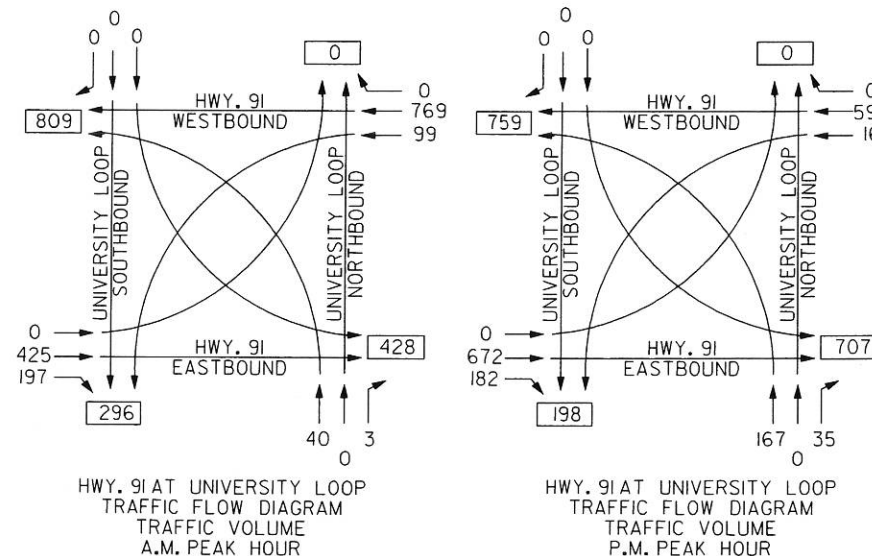 0
0 0
0
0
HWY. 91
WESTBOUND
769
99
809
UNIVERSITY LOOP
SOUTHBOUND
UNIVERSITY LOOP
NORTHBOUND
0
425
197
HWY. 91
EASTBOUND
428
296
40 3
0
HWY. 91 AT UNIVERSITY LOOP
TRAFFIC FLOW DIAGRAM
TRAFFIC VOLUME
A.M. PEAK HOUR
0
0 0
0
0
HWY. 91
WESTBOUND
759
UNIVERSITY LOOP
SOUTHBOUND
UNIVERSITY LOOP
NORTHBOUND
0
672
182
HWY. 91
EASTBOUND
707
198
167 35
0
HWY. 91 AT UNIVERSITY LOOP
TRAFFIC FLOW DIAGRAM
TRAFFIC VOLUME
P.M. PEAK HOUR